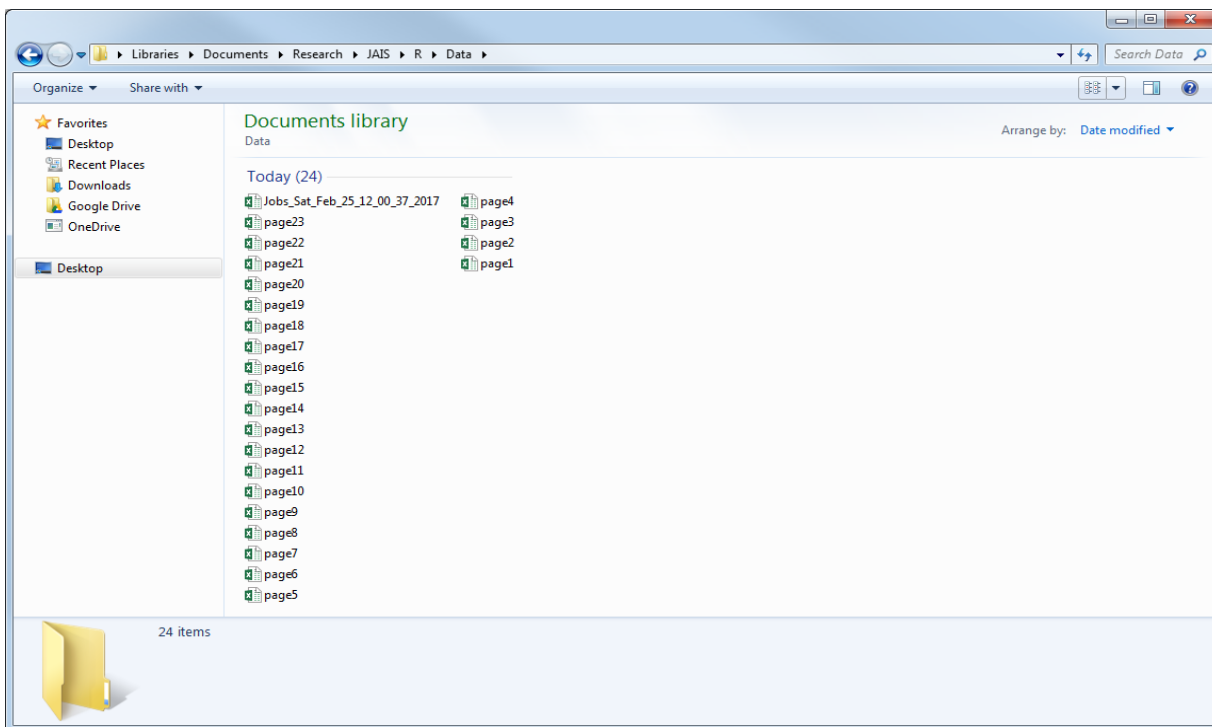 Libraries Documents Research JAIS R Data
Search Data
Organize Share with
Favorites
Desktop
Recent Places
Downloads
Google Drive
OneDrive
Desktop
Documents library
Data
Arrange by: Date modified
Today (24)
Jobs_Sat_Feb_25_12_00_37_2017
page23
page22
page21
page20
page19
page18
page17
page16
page15
page14
page13
page12
page11
page10
page9
page8
page7
page6
page5
page4
page3
page2
page1
24 items